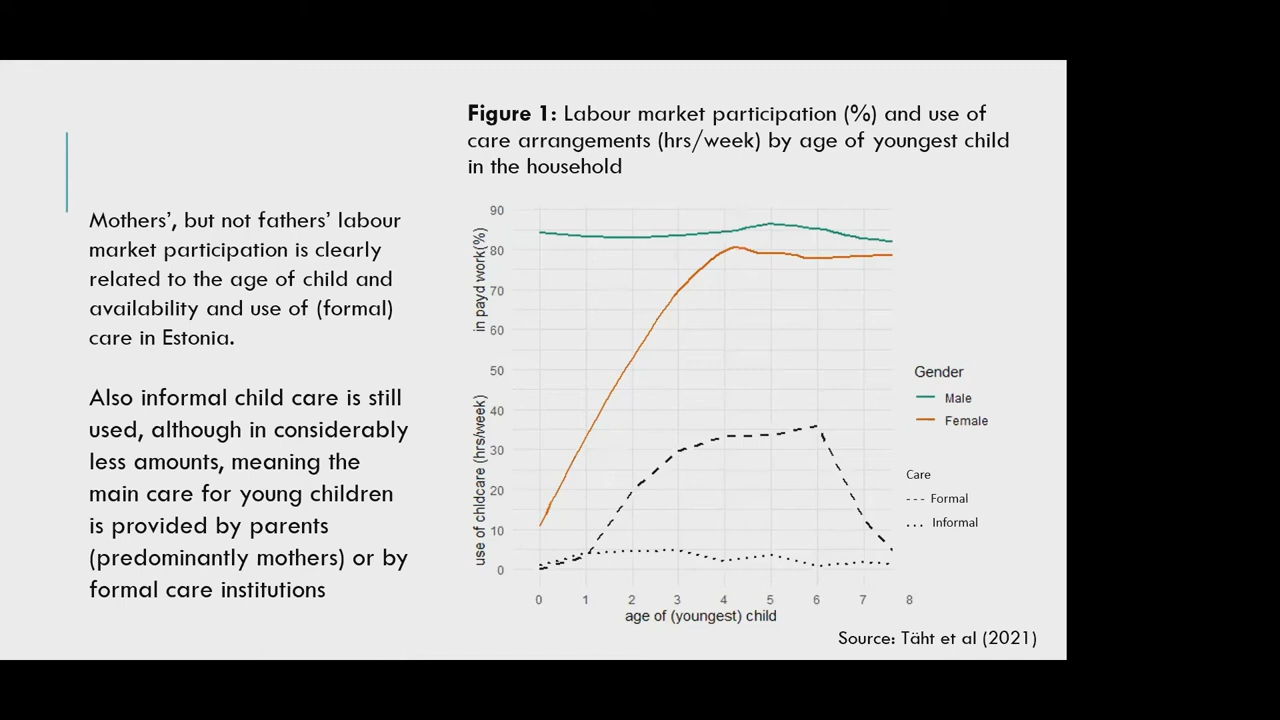 Figure 1: Labour market participation (%) and use of
care arrangements (hrs/week) by age of youngest child
in the household
Mothers’, but not fathers’ labour
market participation is clearly
related to the age of child and
availability and use of (formal)
care in Estonia.
Also informal child care is still
used, although in considerably
less amounts, meaning the
main care for young children
is provided by parents
(predominantly mothers) or by
formal care institutions
in payd work(%)
use of childcare (hrs/week)
90
80
70
60
50
40
30
20
10
0
0 1 2 3 4 5 6 7 8
age of (youngest) child
Gender
Male
Female
Care
Formal
Informal
Source: Täht et al (2021)